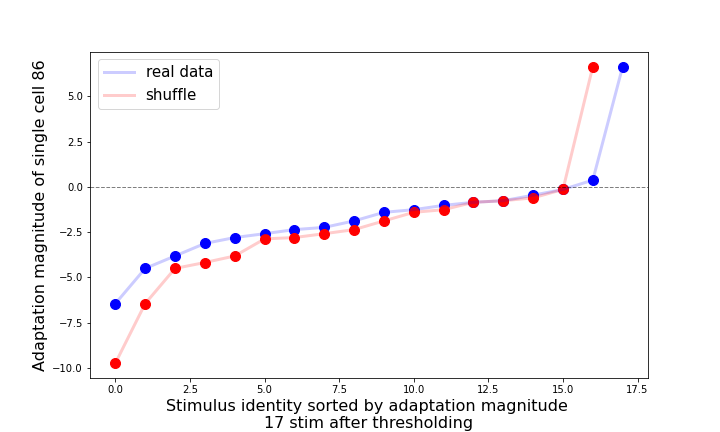 real data
shuffle
Adaptation magnitude of single cell 86
5.0
2.5
0.0
−2.5
−5.0
−7.5
−10.0
0.0 2.5 5.0 7.5 10.0 12.5 15.0 17.5
Stimulus identity sorted by adaptation magnitude
17 stim after thresholding